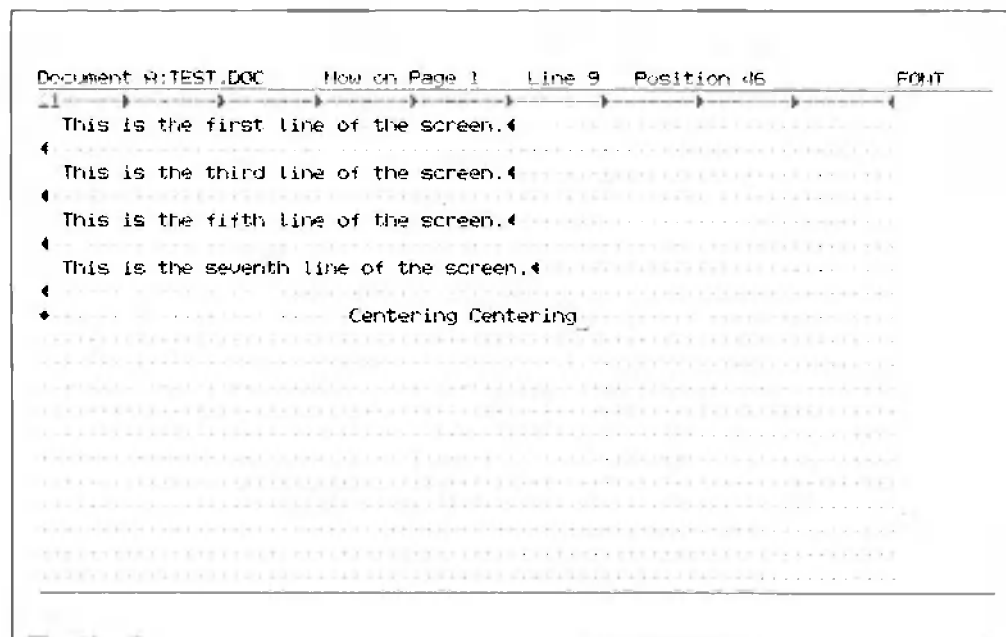 Document A:TEST.DOC Now on Page 1 Line 9 Position 46 FONT
This is the first line of the screen.
This is the third line of the screen.
This is the fifth line of the screen.
This is the seventh line of the screen.
Centering Centering_